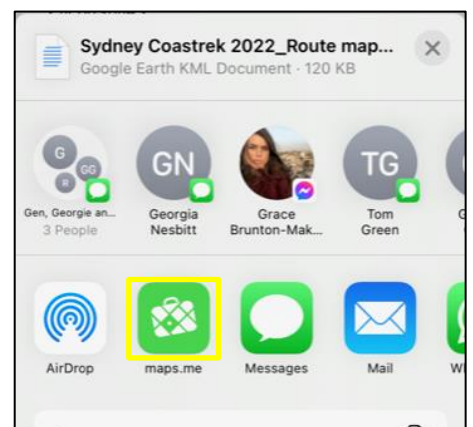 Sydney Coastrek 2022_Route map...
Google Earth KML Document · 120 KB
G
GG
R
GN
TG
Gen, Georgie an...
3 People
Georgia
Nesbitt
Grace
Brunton-Mak...
Tom
Green
AirDrop
maps.me
Messages
Mail